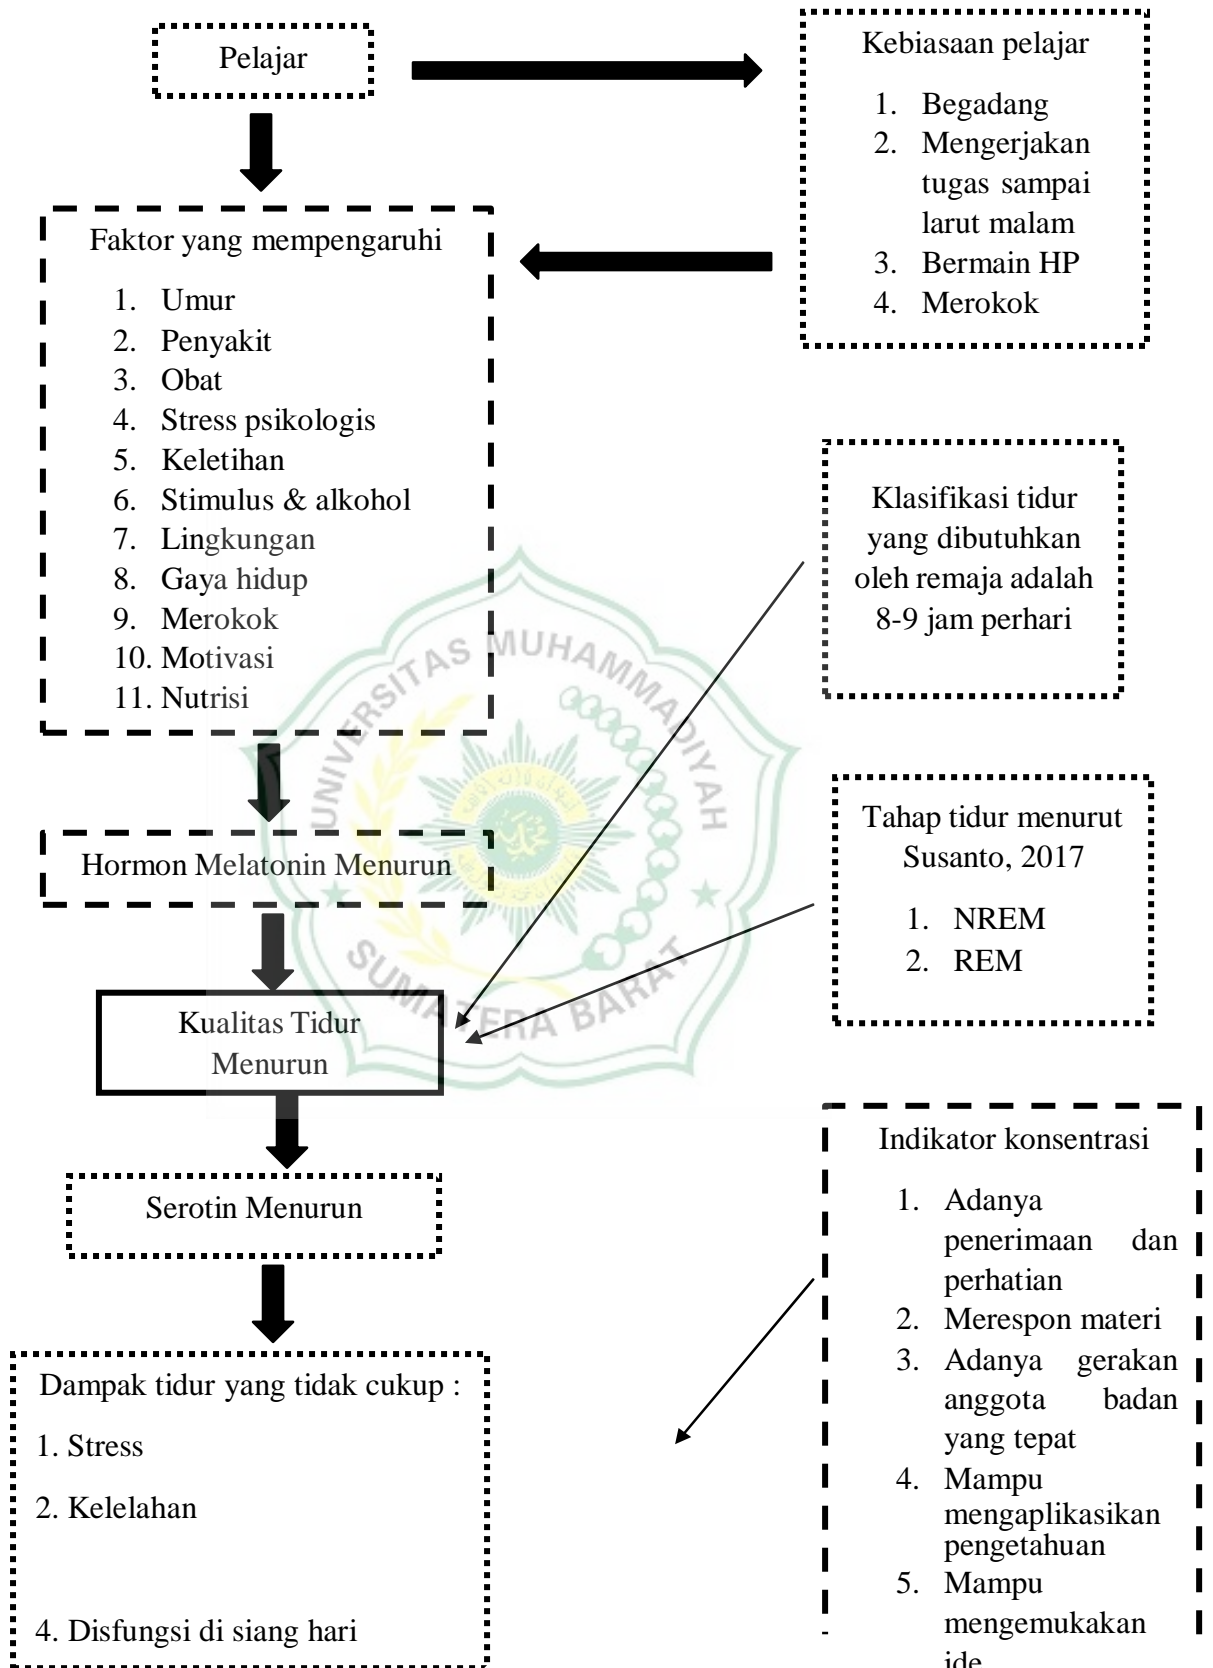 Pelajar
Kebiasaan pelajar
1. Begadang
2. Mengerjakan
tugas sampai
larut malam
3. Bermain HP
4. Merokok
Faktor yang mempengaruhi
1. Umur
2. Penyakit
3. Obat
4. Stress psikologis
5. Keletihan
6. Stimulus & alkohol
7. Lingkungan
8. Gaya hidup
9. Merokok
10. Motivasi
11. Nutrisi
Klasifikasi tidur
yang dibutuhkan
oleh remaja adalah
8-9 jam perhari
UNIVERSITAS MUHAMMADIYAH
SUMATERA BARAT
Hormon Melatonin Menurun
Tahap tidur menurut
Susanto, 2017
1. NREM
2. REM
Kualitas Tidur
Menurun
Serotin Menurun
Dampak tidur yang tidak cukup :
1. Stress
2. Kelelahan
4. Disfungsi di siang hari
Indikator konsentrasi
1. Adanya
penerimaan dan
perhatian
2. Merespon materi
3. Adanya gerakan
anggota badan
yang tepat
4. Mampu
mengaplikasikan
pengetahuan
5. Mampu
mengemukakan
ide